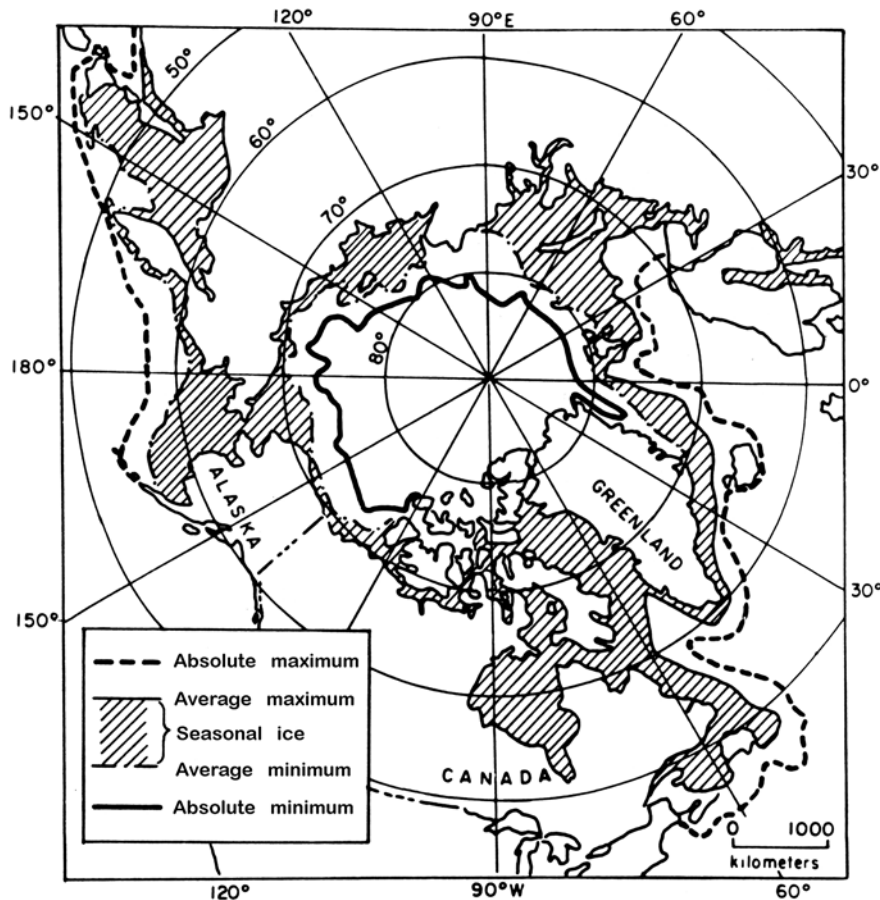 120°
90°E
60°
50°
150°
60°
30°
70°
80°
180°
0°
ALASKA
GREENLAND
150°
30°
Absolute maximum
Average maximum
Seasonal ice
Average minimum
Absolute minimum
CANADA
0 1000
kilometers
120°
90°W
60°